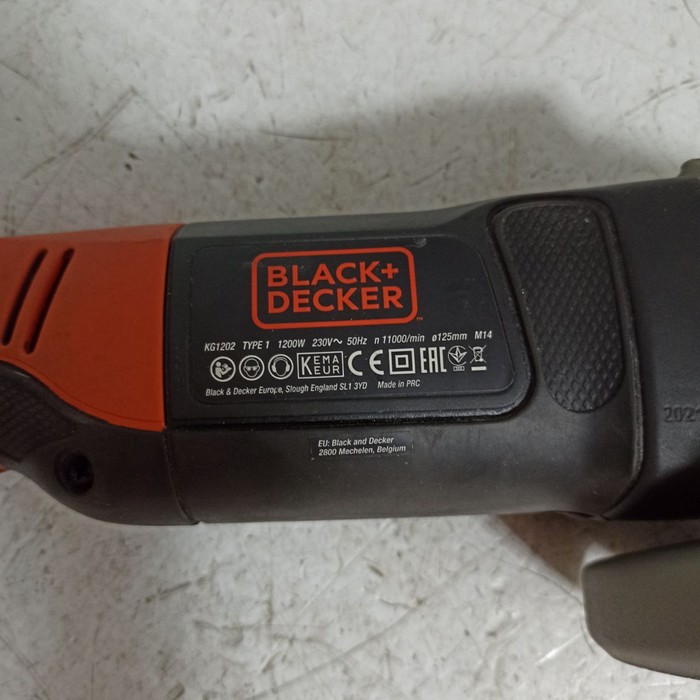 BLACK+
DECKER
™
KG1202 TYPE 1 1200W 230V~ 50Hz n 11000/min ø125mm M14
KEMA
KEUR CE EAC
Black & Decker Europe, Slough England SL1 3YD Made in PRC
EU: Black and Decker
2800 Mechelen, Belgium